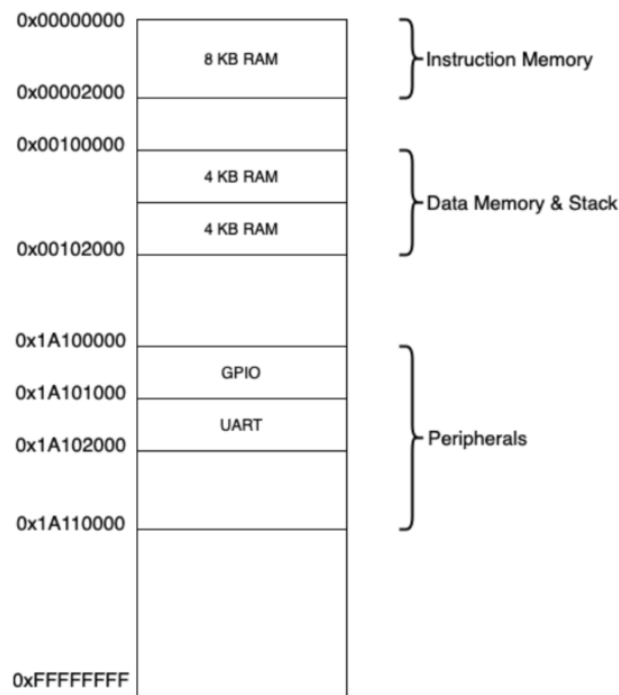 0x00000000
8 KB RAM
Instruction Memory
0x00002000
0x00100000
4 KB RAM
Data Memory & Stack
4 KB RAM
0x00102000
0x1A100000
GPIO
0x1A101000
UART
Peripherals
0x1A102000
0x1A110000
0xFFFFFFFF